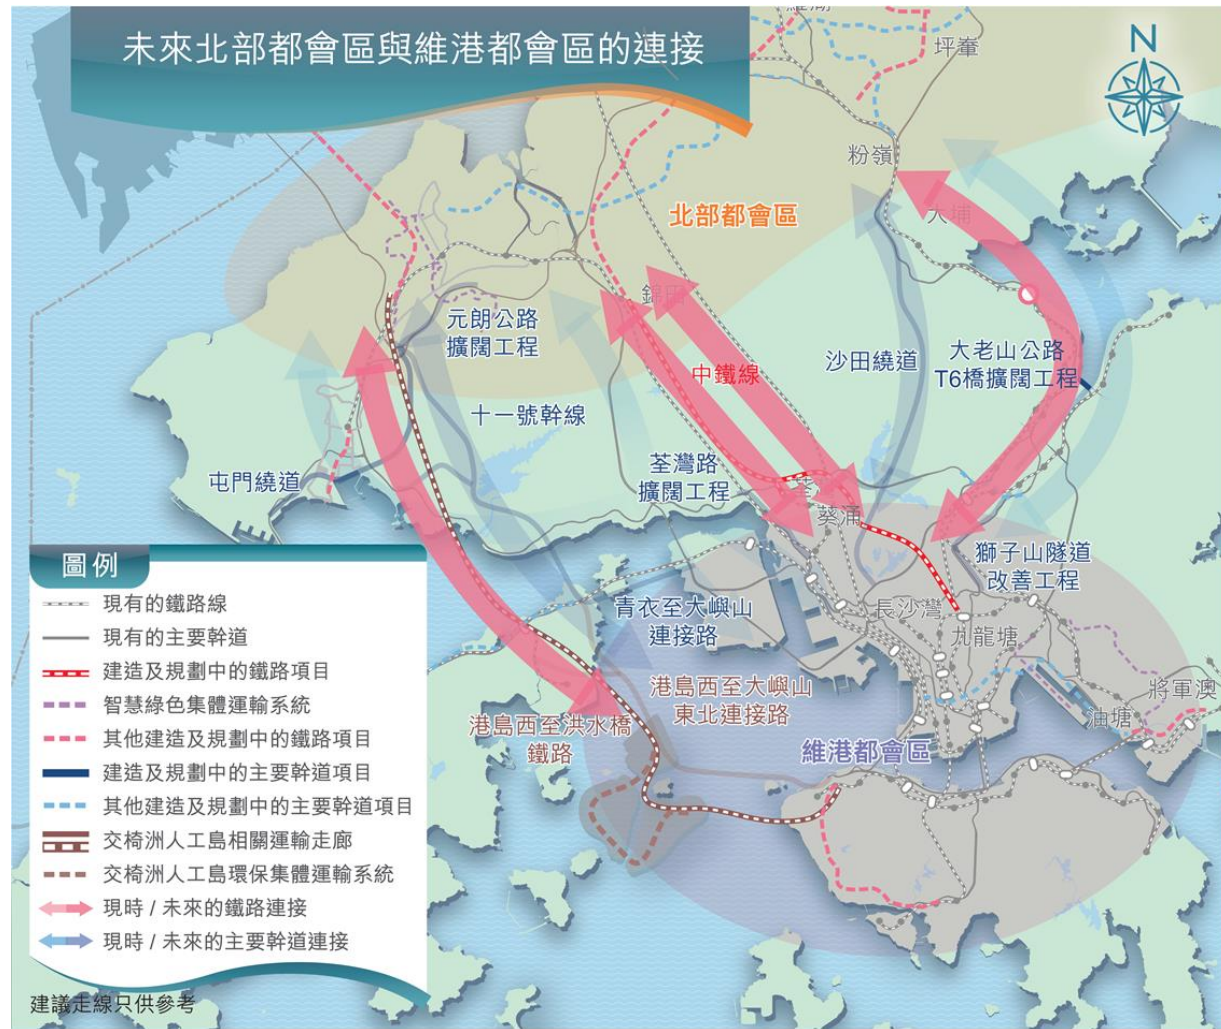 未來北部都會區與維港都會區的連接
坪輋
N
粉嶺
北部都會區
大埔
錦田
元朗公路
擴闊工程
中鐵線
沙田繞道
大老山公路
T6橋擴闊工程
十一號幹線
荃灣路
擴闊工程
屯門繞道
葵涌
獅子山隧道
改善工程
青衣至大嶼山
連接路
長沙灣
九龍塘
港島西至大嶼山
東北連接路
將軍澳
油塘
港島西至洪水橋
鐵路
維港都會區
圖例
現有的鐵路線
現有的主要幹道
建造及規劃中的鐵路項目
智慧綠色集體運輸系統
其他建造及規劃中的鐵路項目
建造及規劃中的主要幹道項目
其他建造及規劃中的主要幹道項目
交椅洲人工島相關運輸走廊
交椅洲人工島環保集體運輸系統
現時 / 未來的鐵路連接
現時 / 未來的主要幹道連接
建議走線只供參考